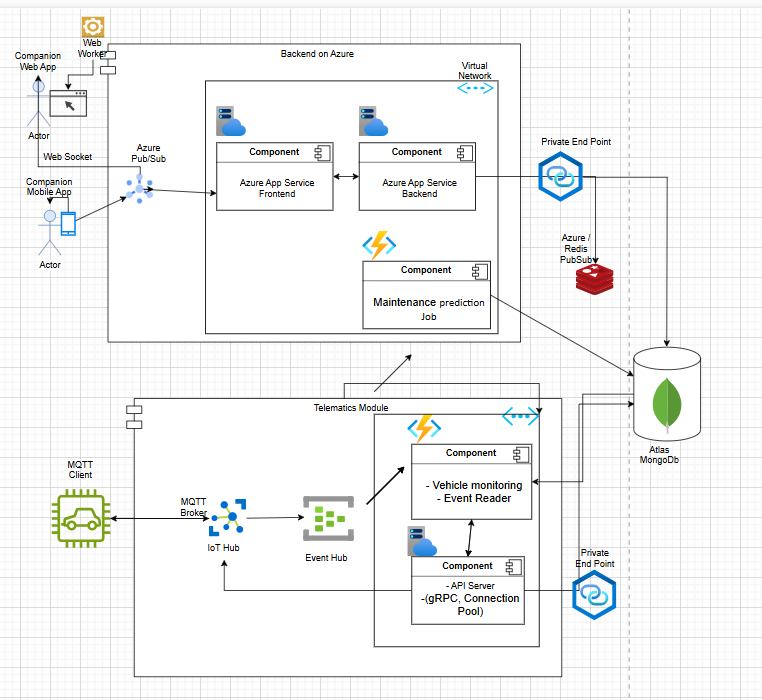 Web
Worker
Companion
Web App
Backend on Azure
Virtual
Network
Actor
Web Socket
Azure
Pub/Sub
Component
Azure App Service
Frontend
Component
Azure App Service
Backend
Private End Point
Companion
Mobile App
Actor
Azure /
Redis
PubSub
Component
Maintenance prediction
Job
Telematics Module
Atlas
MongoDb
Component
- Vehicle monitoring
- Event Reader
MQTT
Client
MQTT
Broker
IoT Hub
Event Hub
Component
- API Server
-(gRPC, Connection
Pool)
Private
End Point